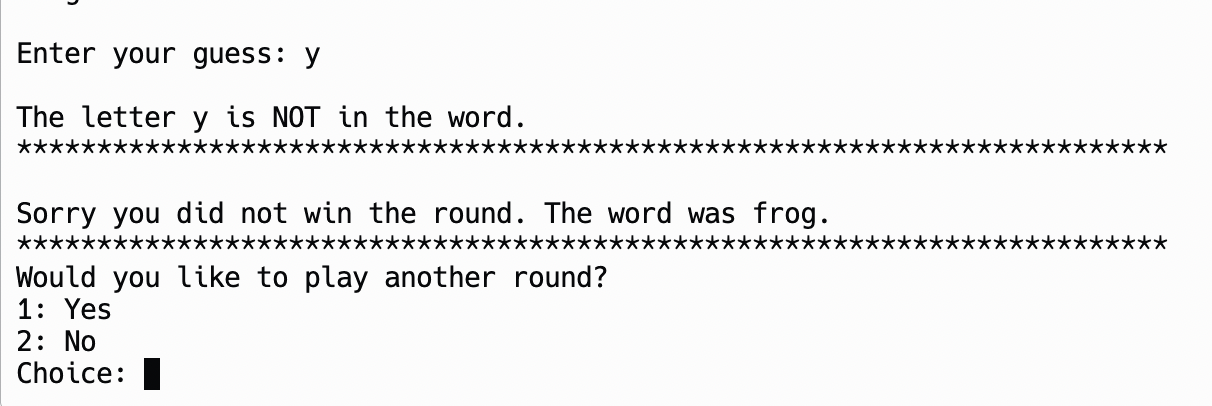 Enter your guess: y
The letter y is NOT in the word.
************************************************************************
Sorry you did not win the round. The word was frog.
************************************************************************
Would you like to play another round?
1: Yes
2: No
Choice: